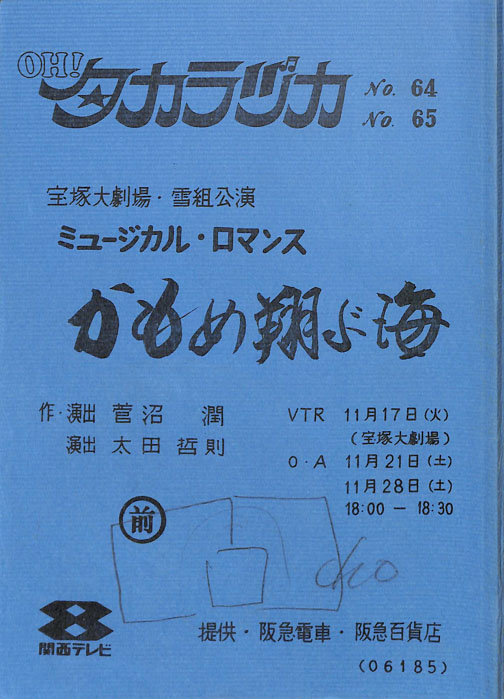 OH! タカラヅカ No. 64
No. 65
宝塚大劇場・雪組公演
ミュージカル・ロマンス
かもめ翔ぶ海
作・演出 菅沼 潤
演出 太田哲則
VTR 11月17日(火)
(宝塚大劇場)
O・A 11月21日(土)
11月28日(土)
18:00 — 18:30
前
関西テレビ
提供・阪急電車・阪急百貨店
(06185)